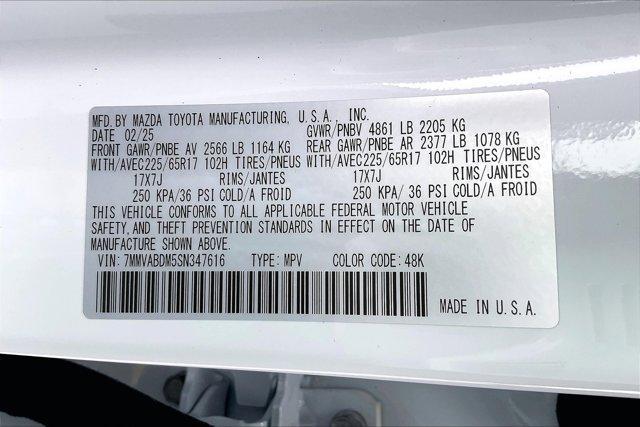 MFD. BY MAZDA TOYOTA MANUFACTURING, U.S.A., INC.
DATE 02/25 GVWR/PNBV 4861 LB 2205 KG
FRONT GAWR/PNBE AV 2566 LB 1164 KG REAR GAWR/PNBE AR 2377 LB 1078 KG
WITH/AVEC225/65R17 102H TIRES/PNEUS WITH/AVEC225/65R17 102H TIRES/PNEUS
17X7J RIMS/JANTES 17X7J RIMS/JANTES
250 KPA/36 PSI COLD/A FROID 250 KPA/ 36 PSI COLD/A FROID
THIS VEHICLE CONFORMS TO ALL APPLICABLE FEDERAL MOTOR VEHICLE
SAFETY, AND THEFT PREVENTION STANDARDS IN EFFECT ON THE DATE OF
MANUFACTURE SHOWN ABOVE.
VIN: 7MMVABDM5SN347616 TYPE: MPV COLOR CODE: 48K
MADE IN U.S.A.